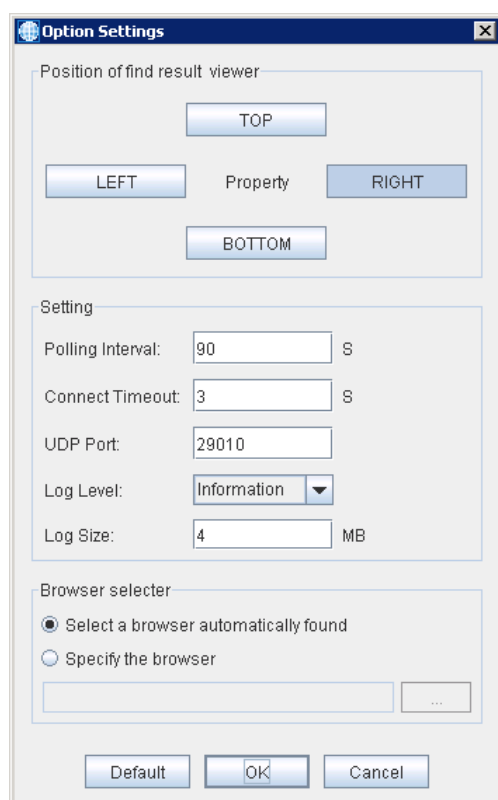 Option Settings
Position of find result viewer
TOP
LEFT Property RIGHT
BOTTOM
Setting
Polling Interval: 90 S
Connect Timeout: 3 S
UDP Port: 29010
Log Level: Information
Log Size: 4 MB
Browser selecter
Select a browser automatically found
Specify the browser
...
Default OK Cancel